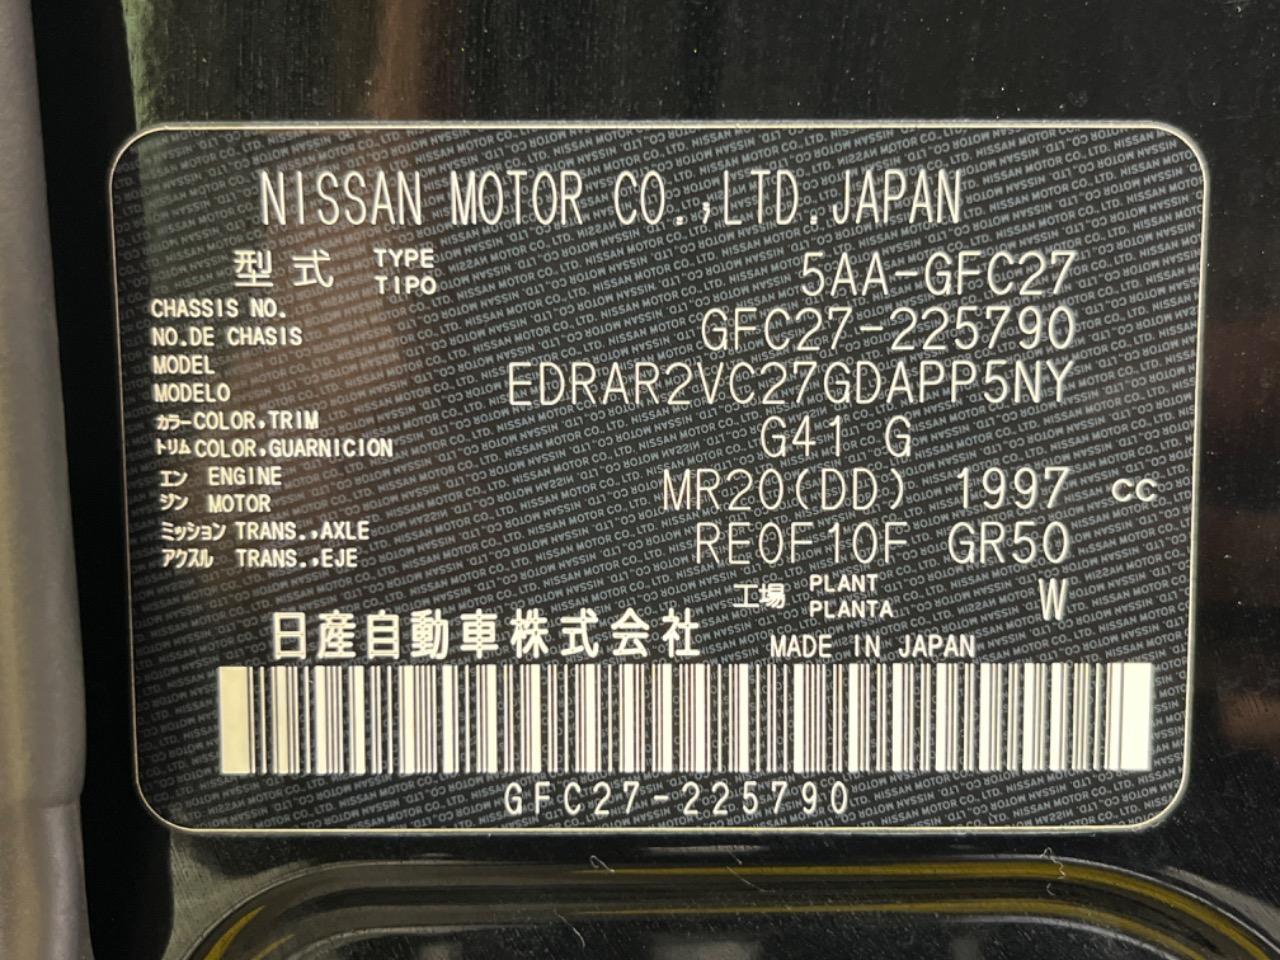 NISSAN MOTOR CO.,LTD.JAPAN
型式 TYPE 5AA-GFC27
TIPO
CHASSIS NO. GFC27-225790
NO.DE CHASIS
MODEL EDRAR2VC27GDAPP5NY
MODELO
カラーCOLOR,TRIM G41 G
トリムCOLOR,GUARNICION
エン ENGINE MR20(DD) 1997 cc
ジン MOTOR
ミッション TRANS.,AXLE RE0F10F GR50
アクスル TRANS.,EJE
工場 PLANT W
PLANTA
日産自動車株式会社 MADE IN JAPAN
GFC27-225790